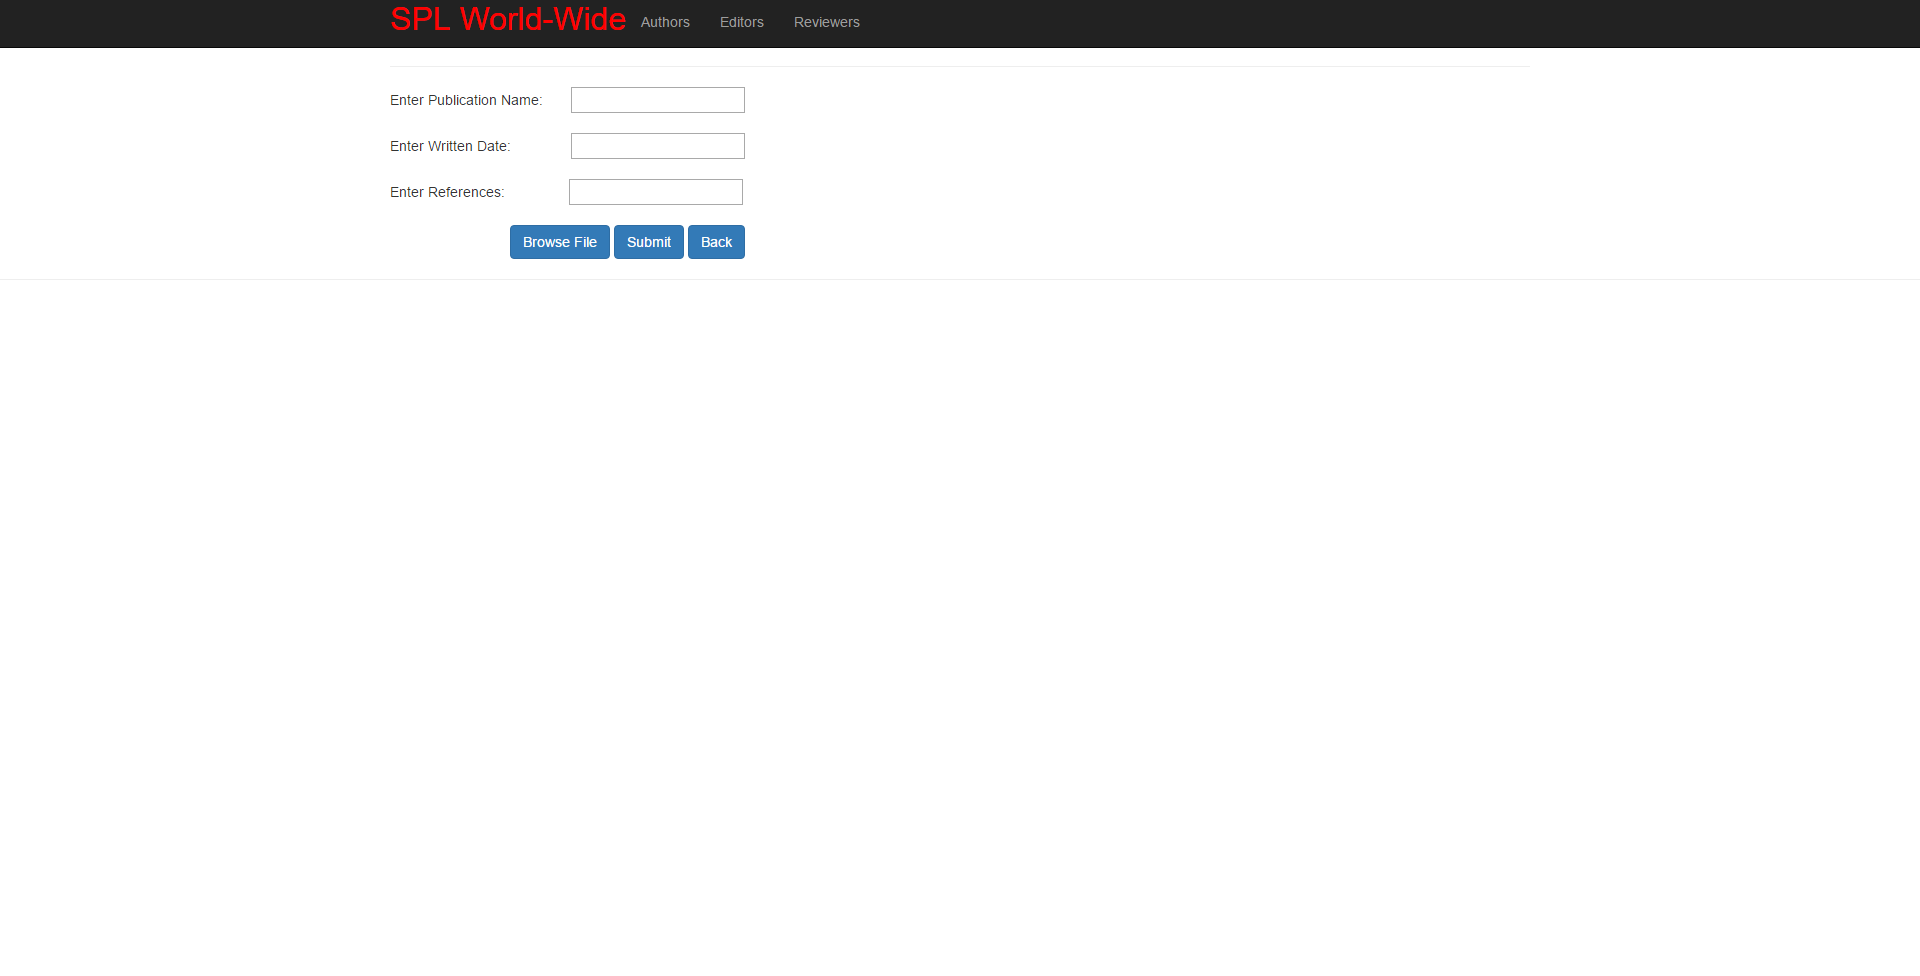 SPL World-Wide Authors Editors Reviewers
Enter Publication Name:
Enter Written Date:
Enter References:
Browse File Submit Back